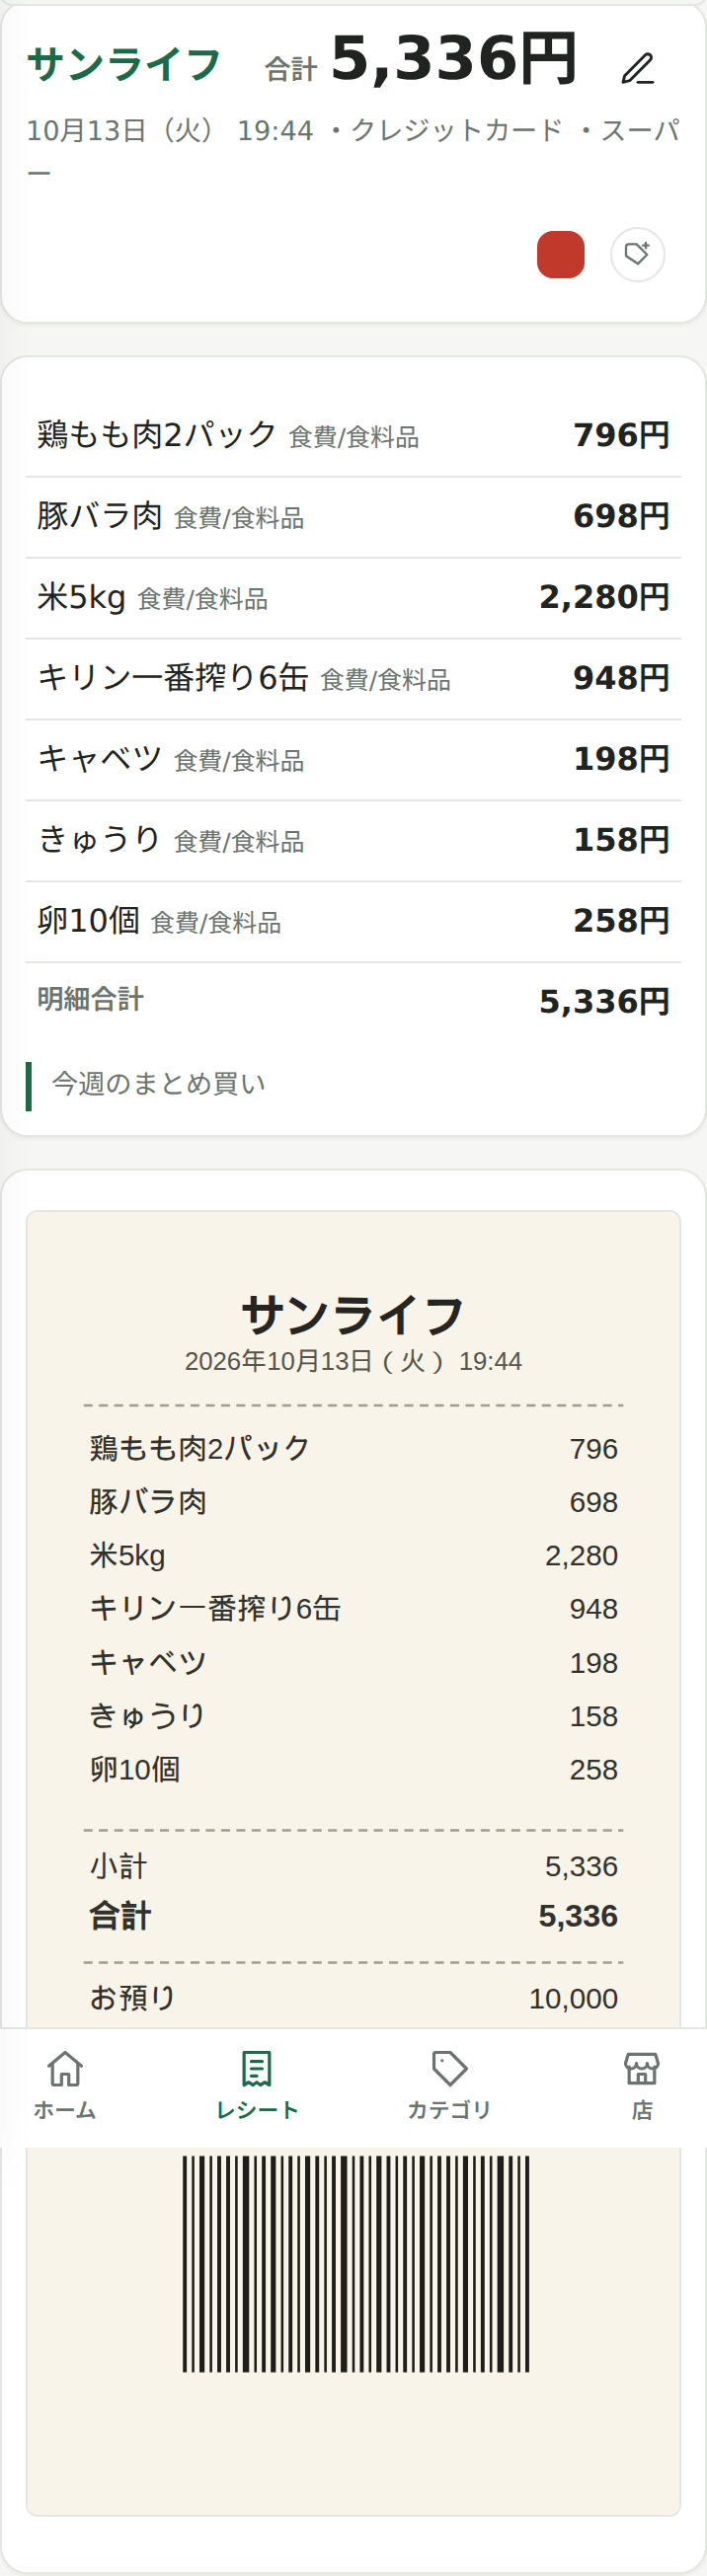 サンライフ 合計 5,336円
10月13日（火） 19:44 ・クレジットカード ・スーパ
ー
鶏もも肉2パック 食費/食料品 796円
豚バラ肉 食費/食料品 698円
米5kg 食費/食料品 2,280円
キリン一番搾り6缶 食費/食料品 948円
キャベツ 食費/食料品 198円
きゅうり 食費/食料品 158円
卵10個 食費/食料品 258円
明細合計 5,336円
今週のまとめ買い
サンライフ
2026年10月13日（火） 19:44
鶏もも肉2パック 796
豚バラ肉 698
米5kg 2,280
キリン一番搾り6缶 948
キャベツ 198
きゅうり 158
卵10個 258
小計 5,336
合計 5,336
お預り 10,000
ホーム レシート カテゴリ 店